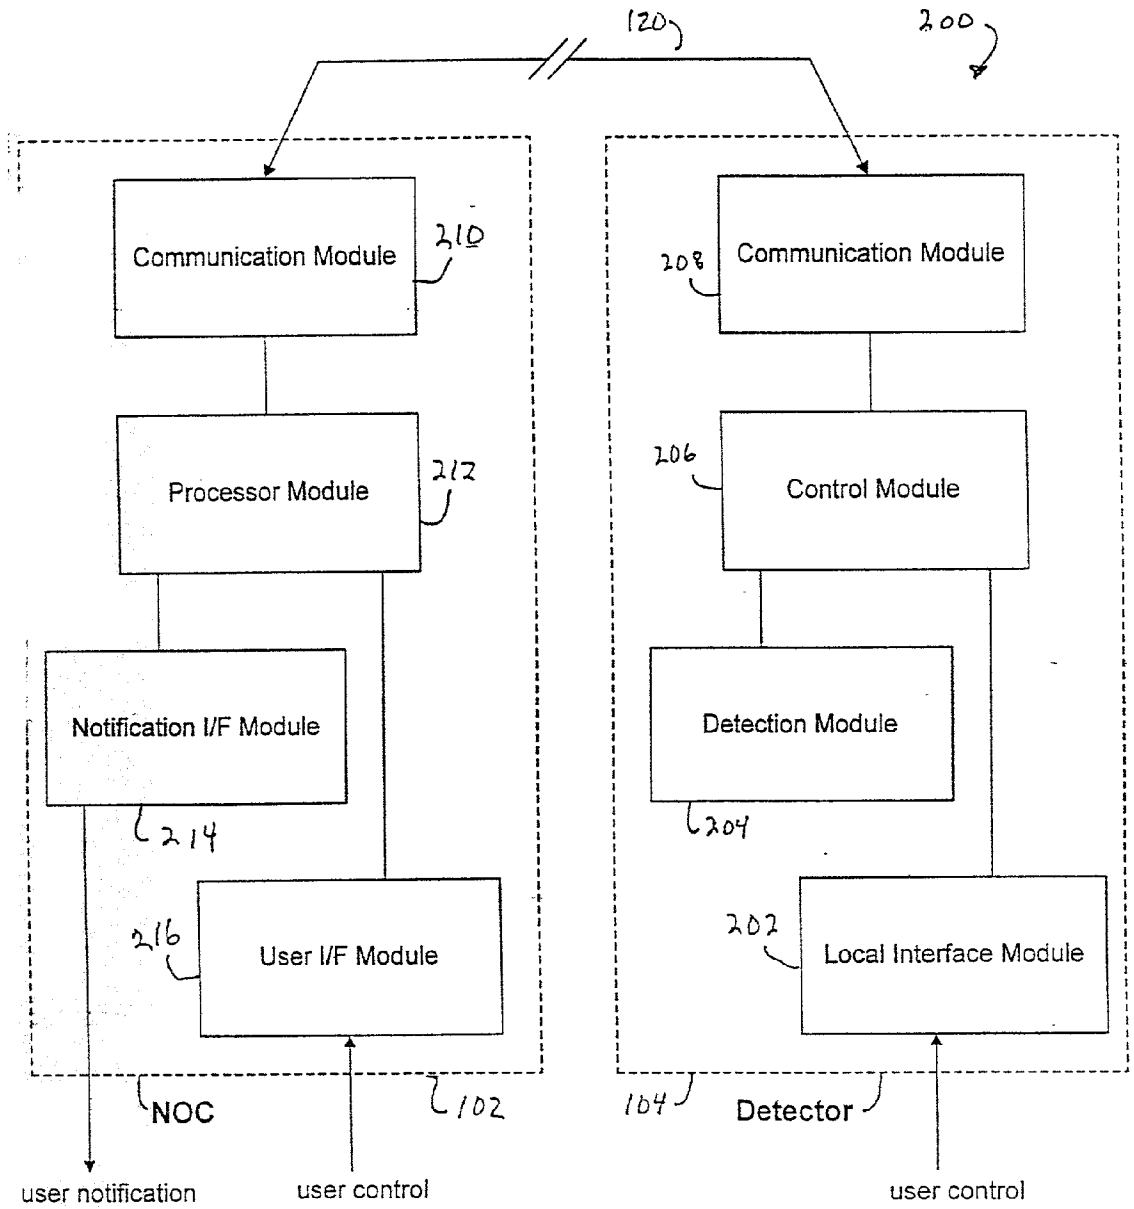 120
200
Communication Module
210
208
Communication Module
Processor Module
212
206
Control Module
Notification I/F Module
214
Detection Module
204
216
User I/F Module
202
Local Interface Module
NOC
102
104
Detector
user notification
user control
user control